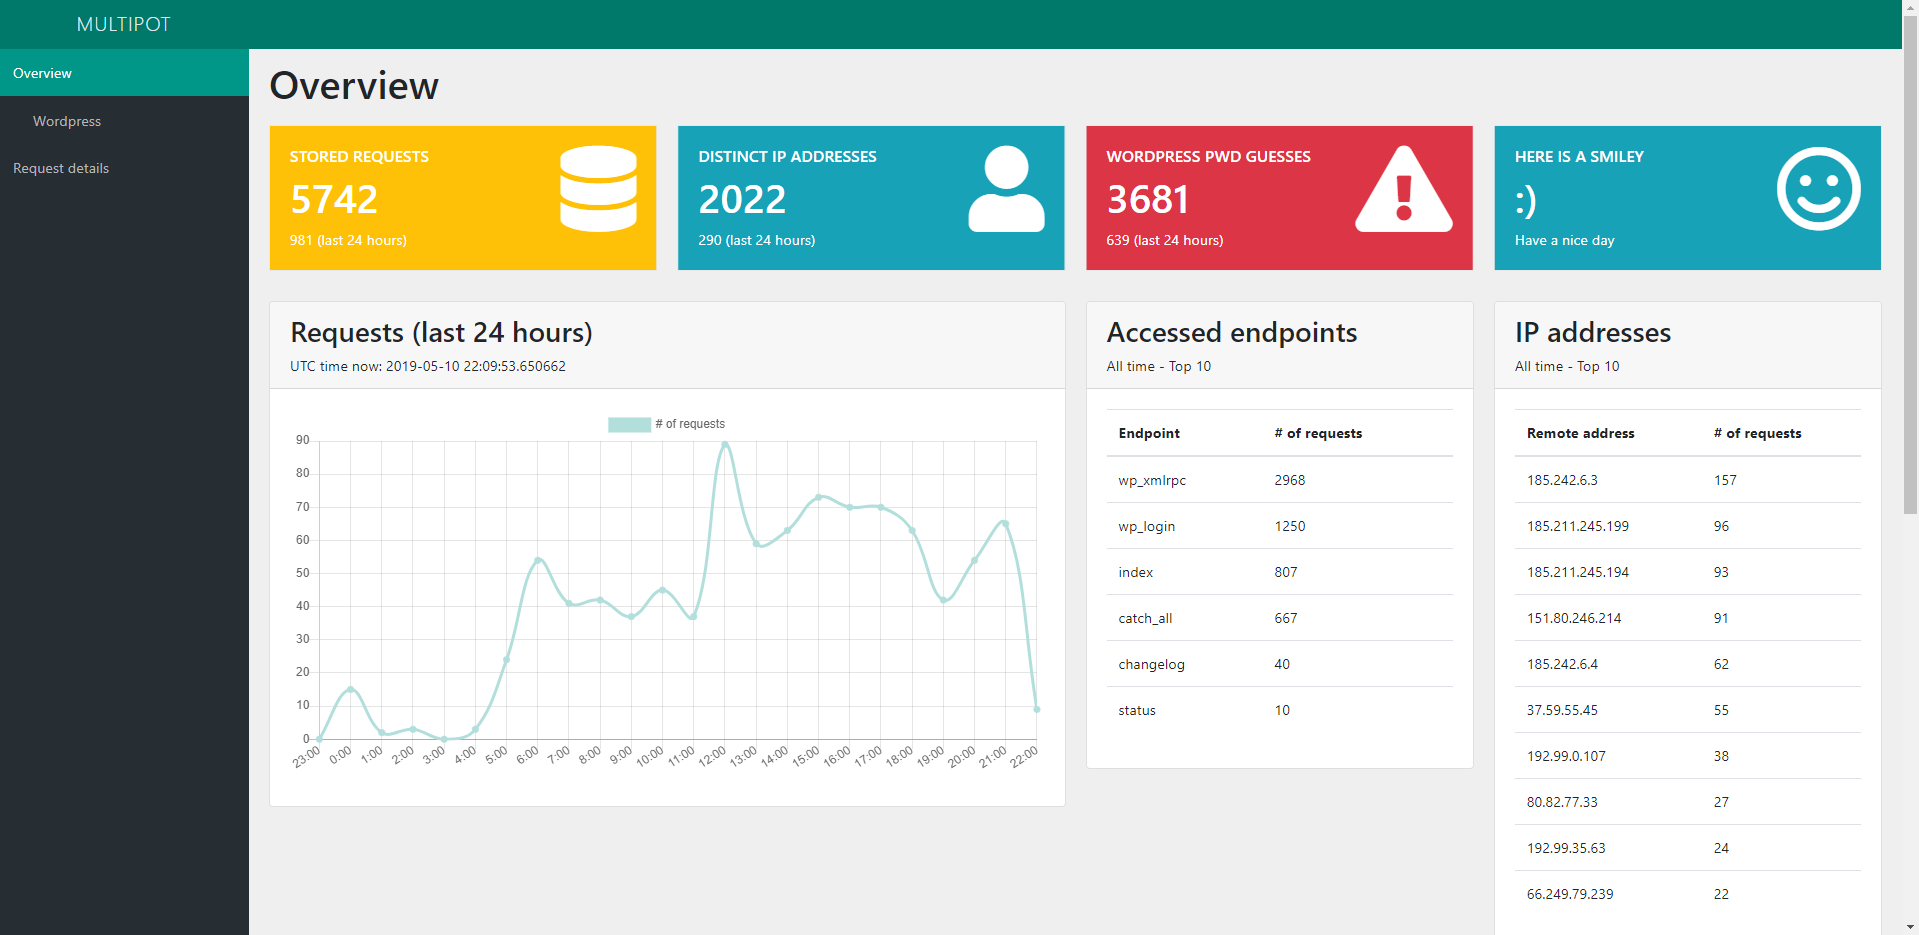 MULTIPOT
Overview
Wordpress
Request details
Overview
STORED REQUESTS
5742
981 (last 24 hours)
DISTINCT IP ADDRESSES
2022
290 (last 24 hours)
WORDPRESS PWD GUESSES
3681
639 (last 24 hours)
HERE IS A SMILEY
:)
Have a nice day
Requests (last 24 hours)
UTC time now: 2019-05-10 22:09:53.650662
# of requests
90
80
70
60
50
40
30
20
10
0
23:00 0:00 1:00 2:00 3:00 4:00 5:00 6:00 7:00 8:00 9:00 10:00 11:00 12:00 13:00 14:00 15:00 16:00 17:00 18:00 19:00 20:00 21:00 22:00
Accessed endpoints
All time - Top 10
Endpoint # of requests
wp_xmlrpc 2968
wp_login 1250
index 807
catch_all 667
changelog 40
status 10
IP addresses
All time - Top 10
Remote address # of requests
185.242.6.3 157
185.211.245.199 96
185.211.245.194 93
151.80.246.214 91
185.242.6.4 62
37.59.55.45 55
192.99.0.107 38
80.82.77.33 27
192.99.35.63 24
66.249.79.239 22